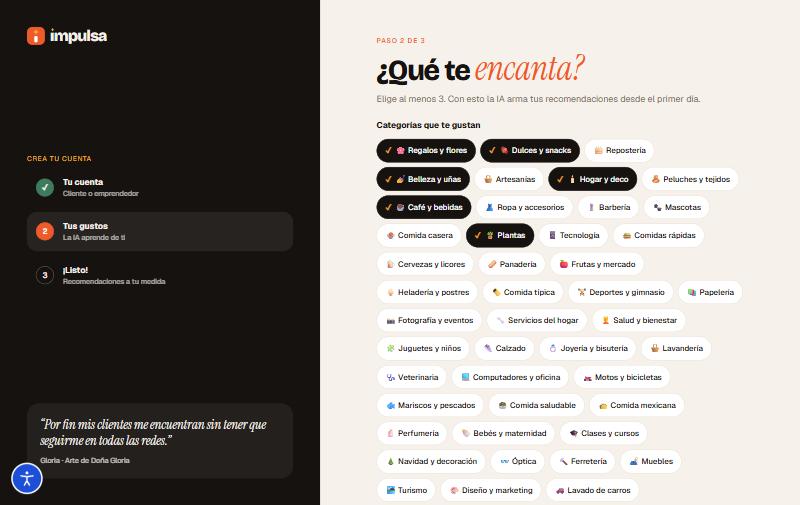 impulsa
CREA TU CUENTA
Tu cuenta
Cliente o emprendedor
2
Tus gustos
La IA aprende de ti
3
¡Listo!
Recomendaciones a tu medida
“Por fin mis clientes me encuentran sin tener que
seguirme en todas las redes.”
Gloria · Arte de Doña Gloria
PASO 2 DE 3
¿Qué te encanta?
Elige al menos 3. Con esto la IA arma tus recomendaciones desde el primer día.
Categorías que te gustan
Regalos y flores Dulces y snacks Repostería
Belleza y uñas Artesanías Hogar y deco Peluches y tejidos
Café y bebidas Ropa y accesorios Barbería Mascotas
Comida casera Plantas Tecnología Comidas rápidas
Cervezas y licores Panadería Frutas y mercado
Heladería y postres Comida típica Deportes y gimnasio Papelería
Fotografía y eventos Servicios del hogar Salud y bienestar
Juguetes y niños Calzado Joyería y bisutería Lavandería
Veterinaria Computadores y oficina Motos y bicicletas
Mariscos y pescados Comida saludable Comida mexicana
Perfumería Bebés y maternidad Clases y cursos
Navidad y decoración Óptica Ferretería Muebles
Turismo Diseño y marketing Lavado de carros